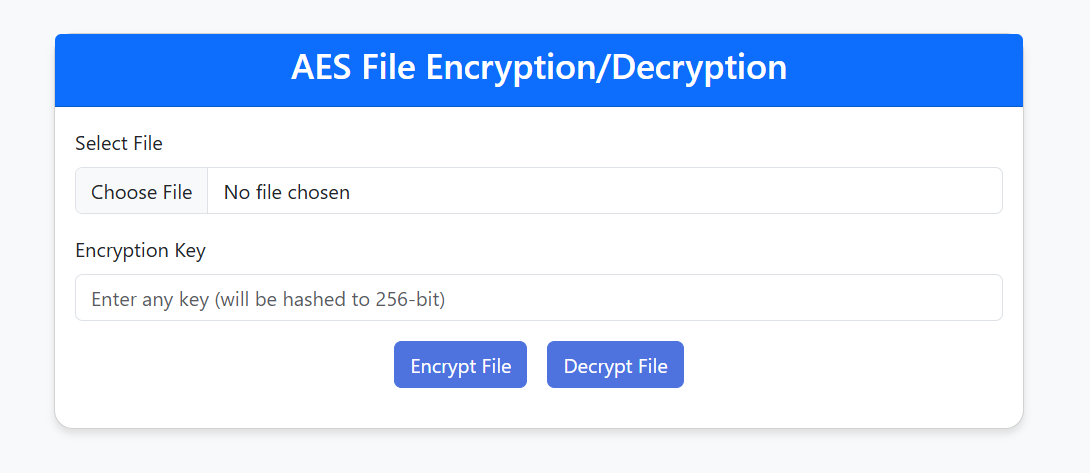 AES File Encryption/Decryption
Select File
Choose File No file chosen
Encryption Key
Enter any key (will be hashed to 256-bit)
Encrypt File Decrypt File